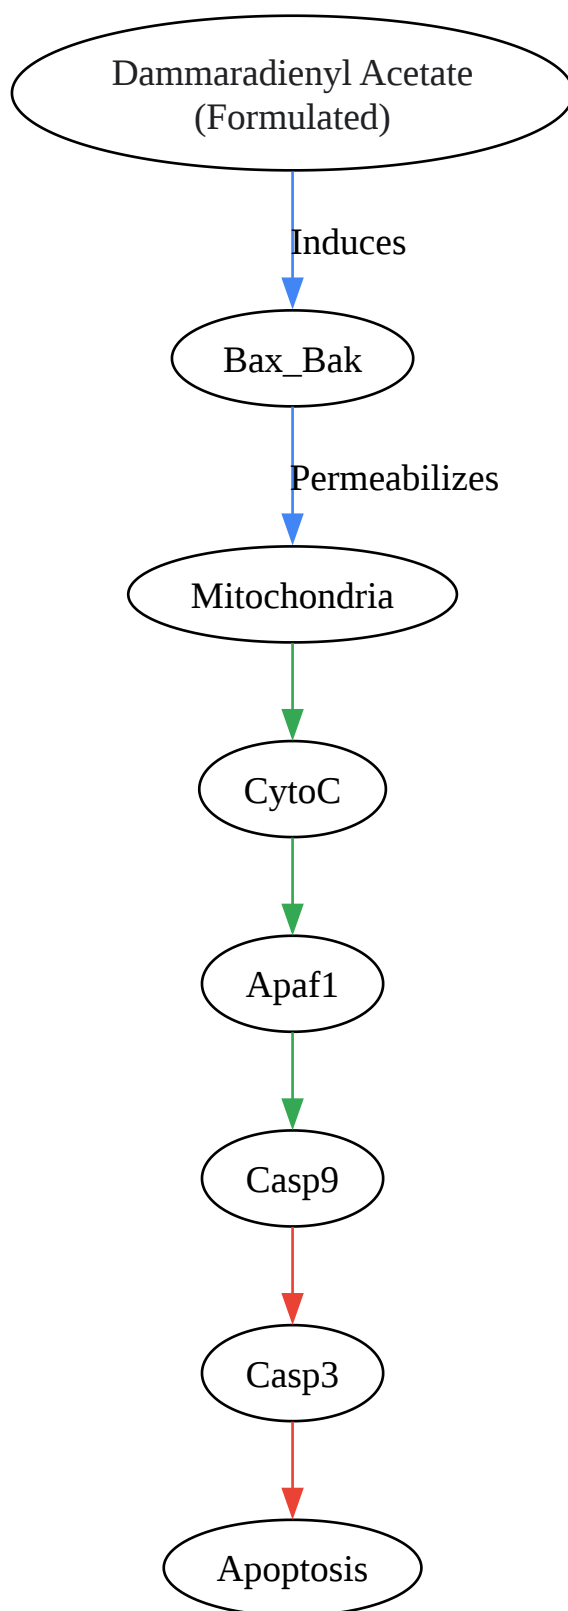 Dammaradienyl Acetate
(Formulated)
Induces
Bax_Bak
Permeabilizes
Mitochondria
CytoC
Apaf1
Casp9
Casp3
Apoptosis